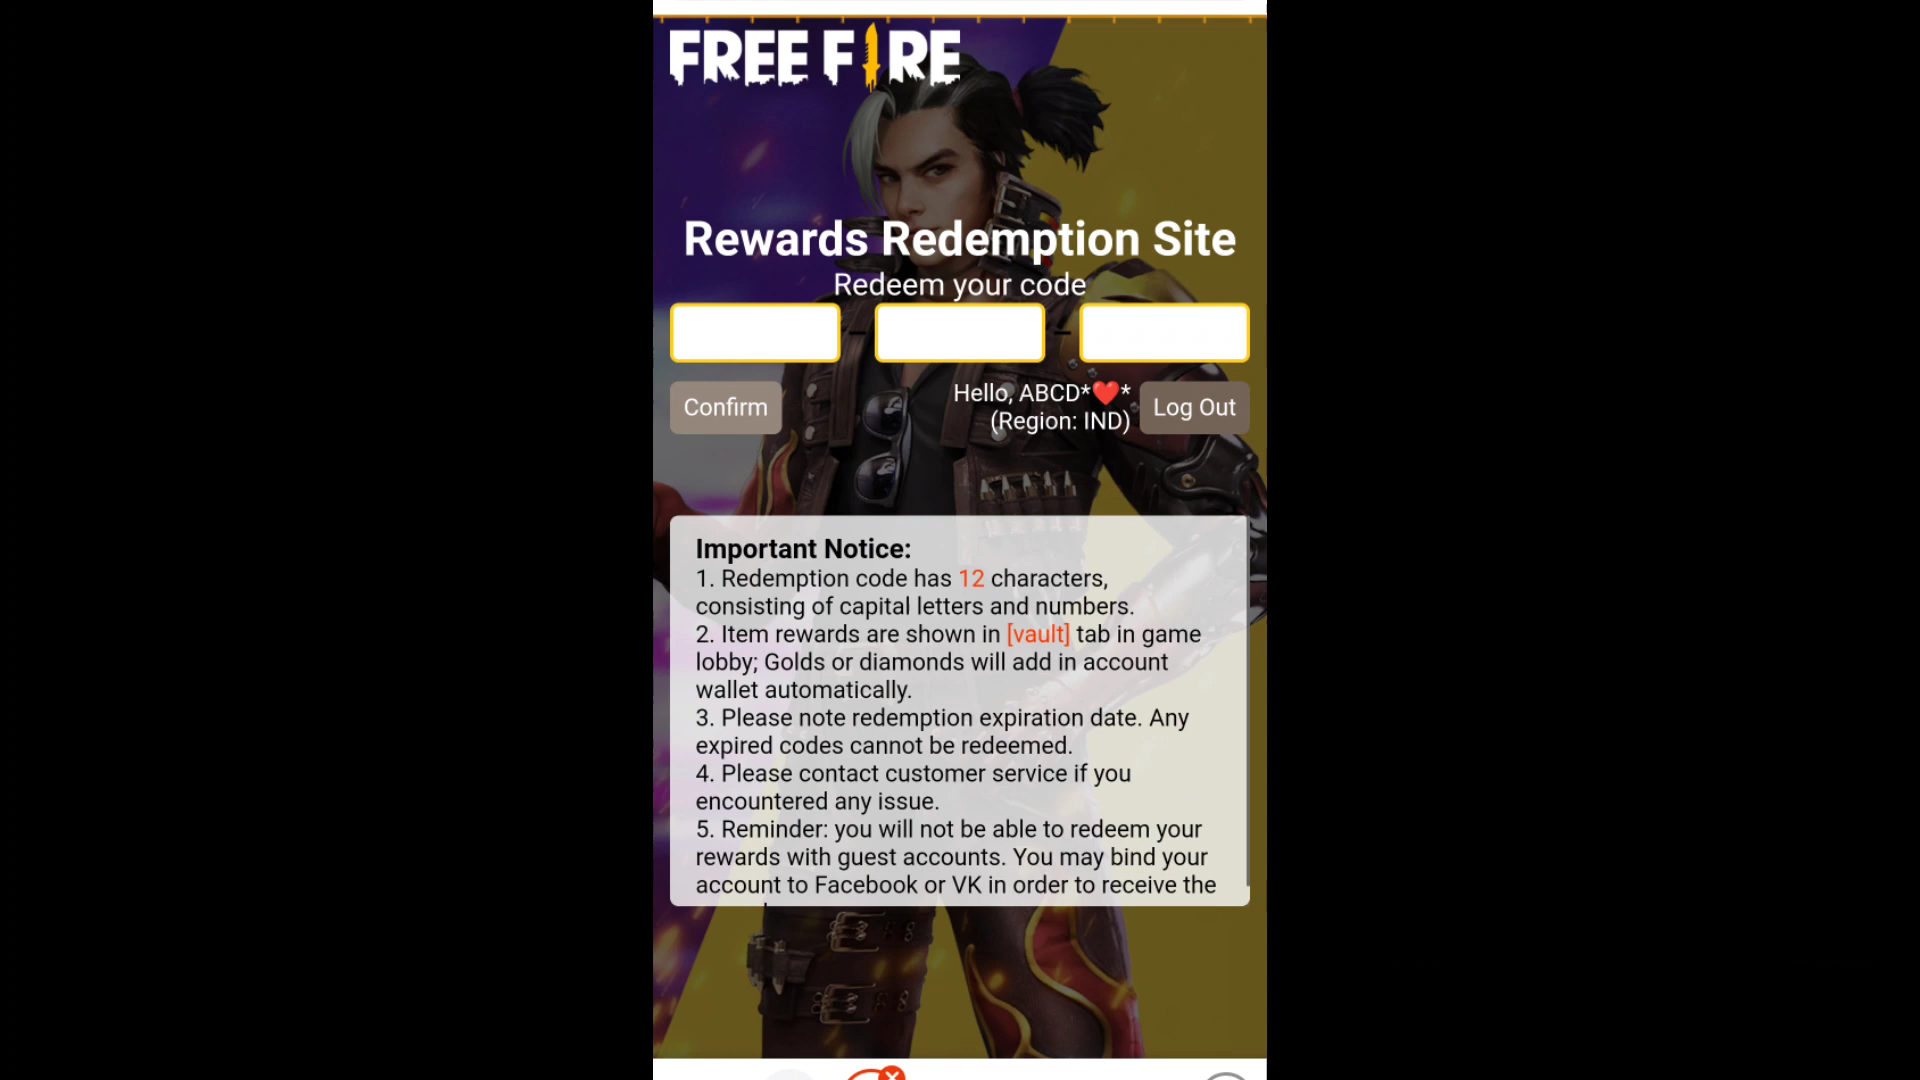 FREE FIRE
Rewards Redemption Site
Redeem your code
- -
Confirm
Hello, ABCD*❤️*
(Region: IND)
Log Out
Important Notice:
1. Redemption code has 12 characters,
consisting of capital letters and numbers.
2. Item rewards are shown in [vault] tab in game
lobby; Golds or diamonds will add in account
wallet automatically.
3. Please note redemption expiration date. Any
expired codes cannot be redeemed.
4. Please contact customer service if you
encountered any issue.
5. Reminder: you will not be able to redeem your
rewards with guest accounts. You may bind your
account to Facebook or VK in order to receive the